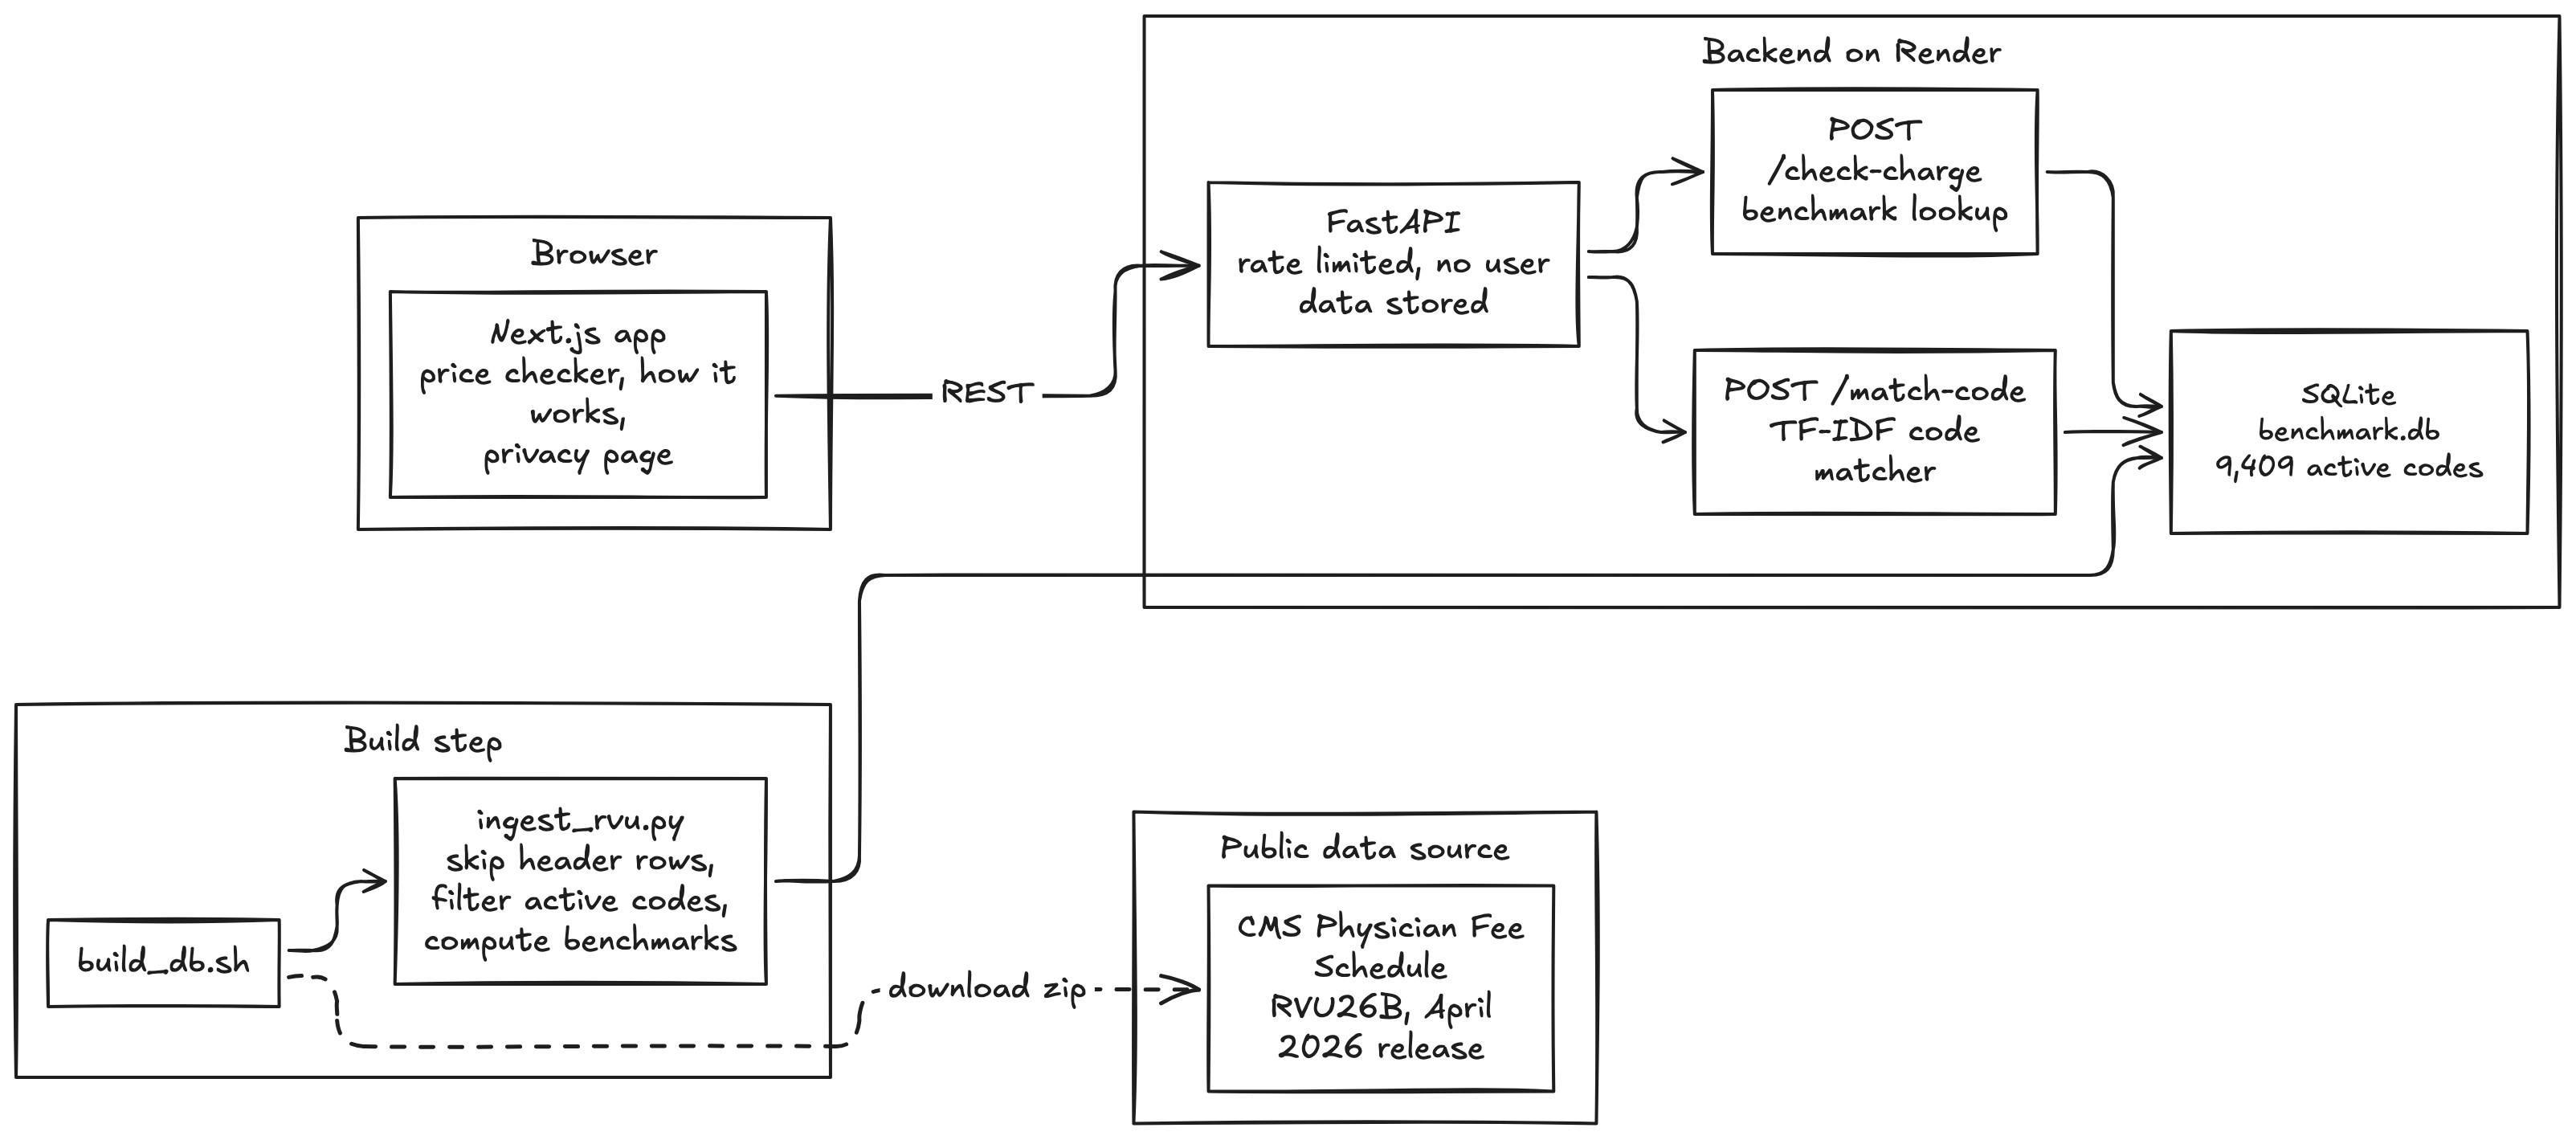 Backend on Render
POST
/check-charge
benchmark lookup
FastAPI
rate limited, no user
data stored
Browser
Next.js app
price checker, how it
works,
privacy page
REST
POST /match-code
TF-IDF code
matcher
SQLite
benchmark.db
9,409 active codes
Build step
ingest_rvu.py
skip header rows,
filter active codes,
compute benchmarks
build_db.sh
download zip
Public data source
CMS Physician Fee
Schedule
RVU26B, April
2026 release